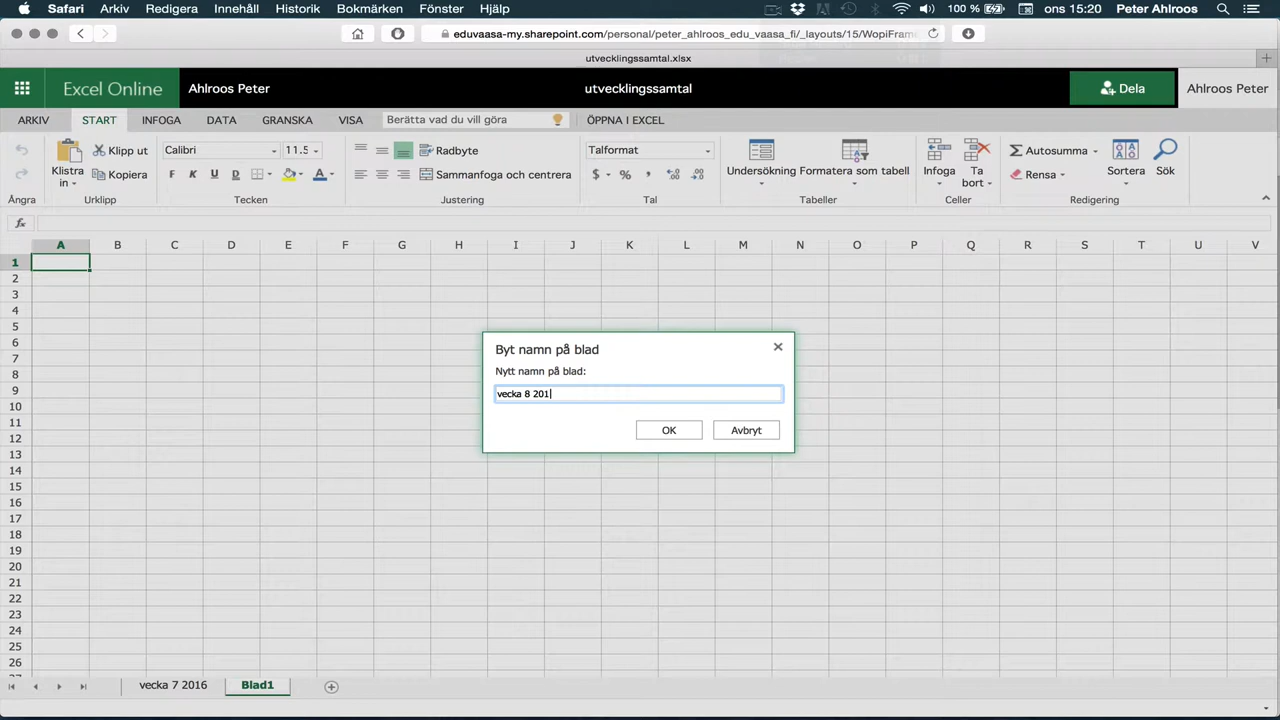 Safari Arkiv Redigera Innehåll Historik Bokmärken Fönster Hjälp 100 % ons 15:20 Peter Ahlroos
eduvaasa-my.sharepoint.com/personal/peter_ahlroos_edu_vaasa_fi/_layouts/15/WopiFrame
utvecklingssamtal.xlsx
Excel Online Ahlroos Peter utvecklingssamtal Dela Ahlroos Peter
ARKIV START INFOGA DATA GRANSKA VISA Berätta vad du vill göra ÖPPNA I EXCEL
Calibri 11.5 Klipp ut Radbyte Talformat Autosumma
Klistra in Kopiera F K U D A Sammanfoga och centrera $ % Undersökning Formatera som tabell Infoga Ta bort Rensa Sortera Sök
Ångra Urklipp Tecken Justering Tal Tabeller Celler Redigering
fx
A B C D E F G H I J K L M N O P Q R S T U V
1
2
3
4
5
6
7
8
9
10
11
12
13
14
15
16
17
18
19
20
21
22
23
24
25
26
Byt namn på blad
Nytt namn på blad:
vecka 8 201
OK Avbryt
vecka 7 2016 Blad1